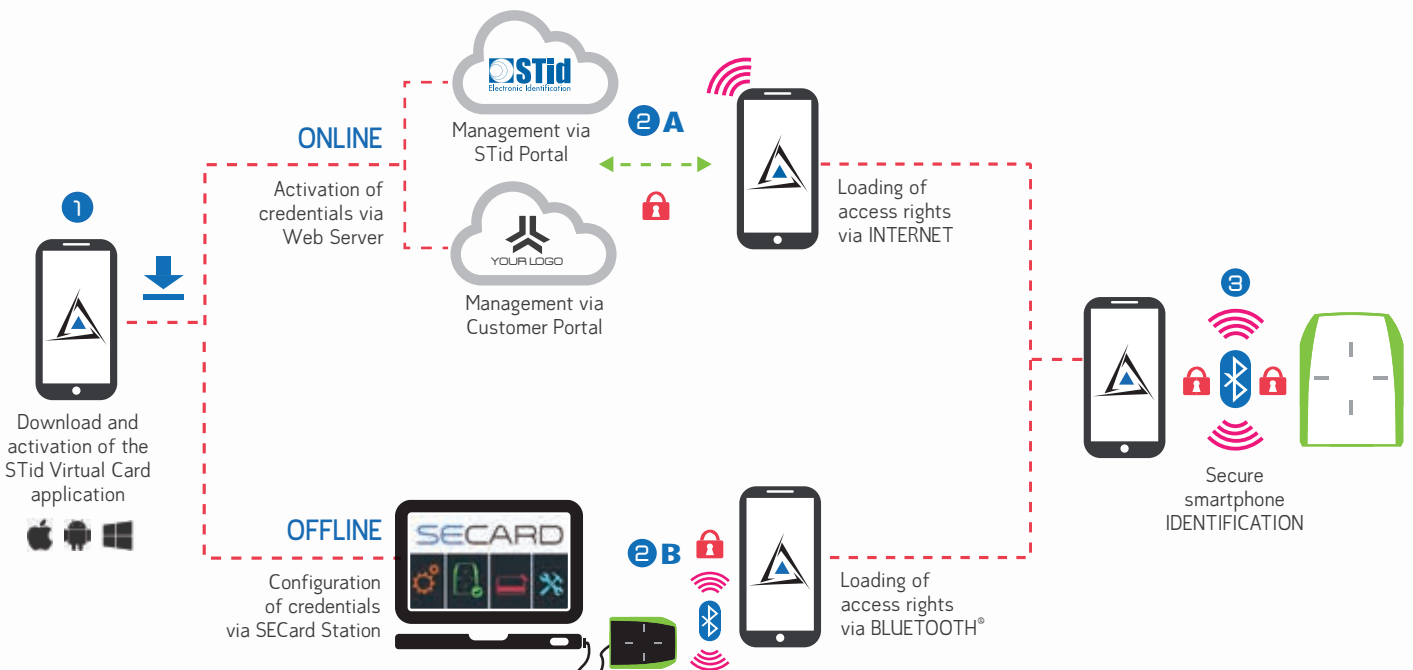 1
Download and
activation of the
STid Virtual Card
application
ONLINE
Activation of
credentials via
Web Server
STid
Electronic Identification
Management via
STid Portal
YOUR LOGO
Management via
Customer Portal
2 A
Loading of
access rights
via INTERNET
OFFLINE
Configuration
of credentials
via SECard Station
SECARD
2 B
Loading of
access rights
via BLUETOOTH®
3
Secure
smartphone
IDENTIFICATION